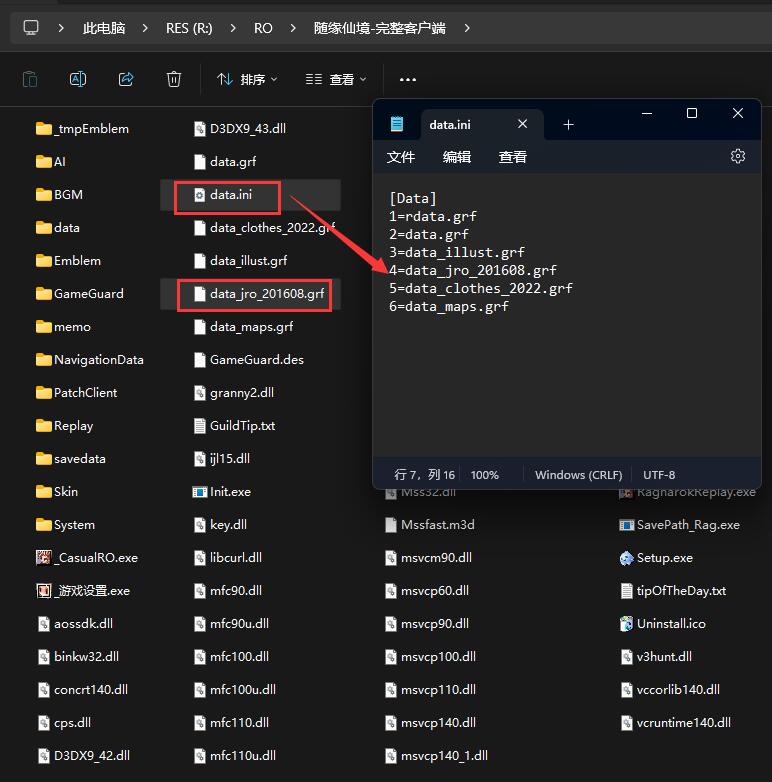 此电脑 > RES (R:) > RO > 随缘仙境-完整客户端 >
排序 查看 ...
_tmpEmblem
AI
BGM
data
Emblem
GameGuard
memo
NavigationData
PatchClient
Replay
savedata
Skin
System
_CasualRO.exe
_游戏设置.exe
aossdk.dll
binkw32.dll
concrt140.dll
cps.dll
D3DX9_42.dll
D3DX9_43.dll
data.grf
data.ini
data_clothes_2022.grf
data_illust.grf
data_jro_201608.grf
data_maps.grf
GameGuard.des
granny2.dll
GuildTip.txt
ijl15.dll
Init.exe
key.dll
libcurl.dll
mfc90.dll
mfc90u.dll
mfc100.dll
mfc100u.dll
mfc110.dll
mfc110u.dll
data.ini
文件 编辑 查看
[Data]
1=rdata.grf
2=data.grf
3=data_illust.grf
4=data_jro_201608.grf
5=data_clothes_2022.grf
6=data_maps.grf
行 7，列 16 100% Windows (CRLF) UTF-8
Mss32.dll
Mssfast.m3d
msvcm90.dll
msvcp60.dll
msvcp90.dll
msvcp100.dll
msvcp110.dll
msvcp140.dll
msvcp140_1.dll
RagnarokReplay.exe
SavePath_Rag.exe
Setup.exe
tipOfTheDay.txt
Uninstall.ico
v3hunt.dll
vccorlib140.dll
vcruntime140.dll